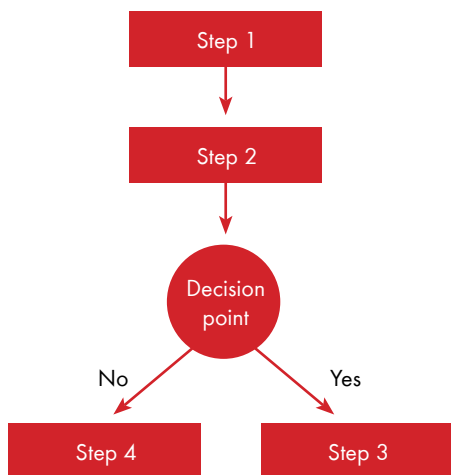 Step 1
Step 2
Decision
point
No
Yes
Step 4
Step 3